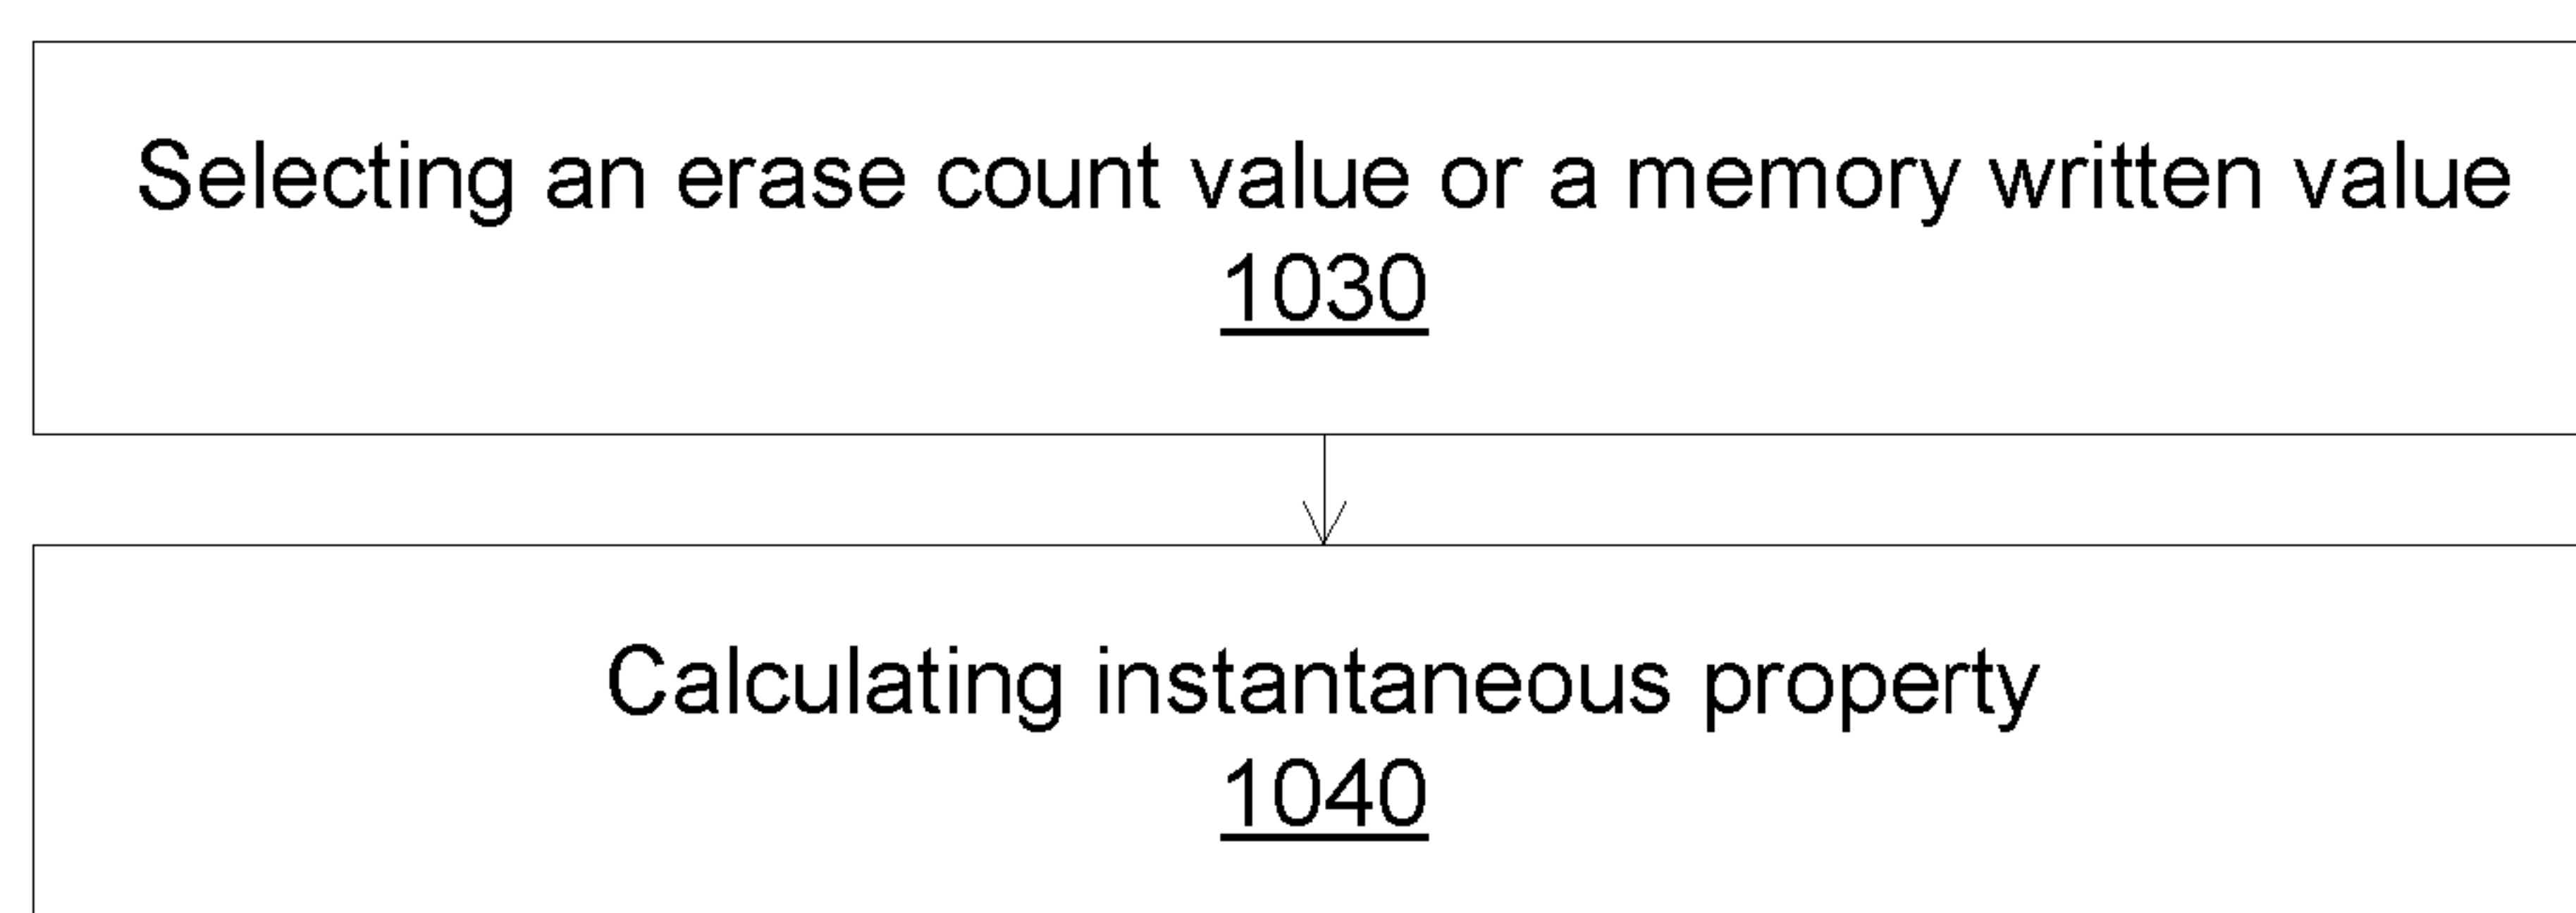 Selecting an erase count value or a memory written value
1030
Calculating instantaneous property
1040